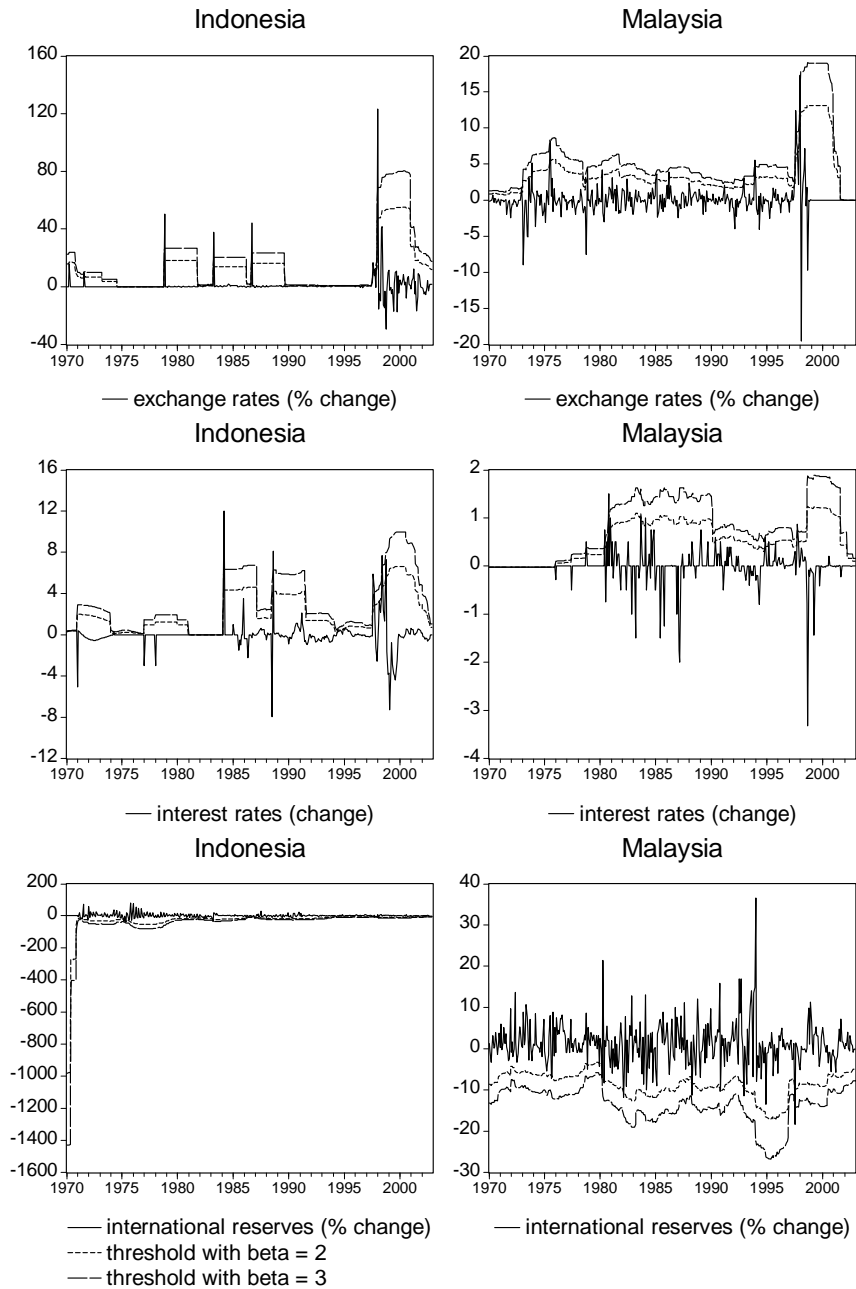 Indonesia
160
120
80
40
0
-40
1970 1975 1980 1985 1990 1995 2000
exchange rates (% change)
Malaysia
20
15
10
5
0
-5
-10
-15
-20
1970 1975 1980 1985 1990 1995 2000
exchange rates (% change)
Indonesia
16
12
8
4
0
-4
-8
-12
1970 1975 1980 1985 1990 1995 2000
interest rates (change)
Malaysia
2
1
0
-1
-2
-3
-4
1970 1975 1980 1985 1990 1995 2000
interest rates (change)
Indonesia
200
0
-200
-400
-600
-800
-1000
-1200
-1400
-1600
1970 1975 1980 1985 1990 1995 2000
international reserves (% change)
threshold with beta = 2
threshold with beta = 3
Malaysia
40
30
20
10
0
-10
-20
-30
1970 1975 1980 1985 1990 1995 2000
international reserves (% change)